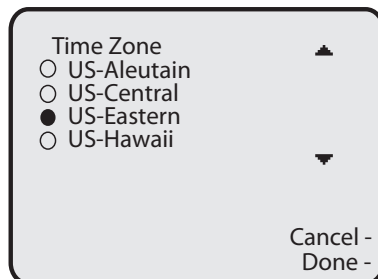 Time Zone
US-Aleutain
US-Central
US-Eastern
US-Hawaii
Cancel -
Done -